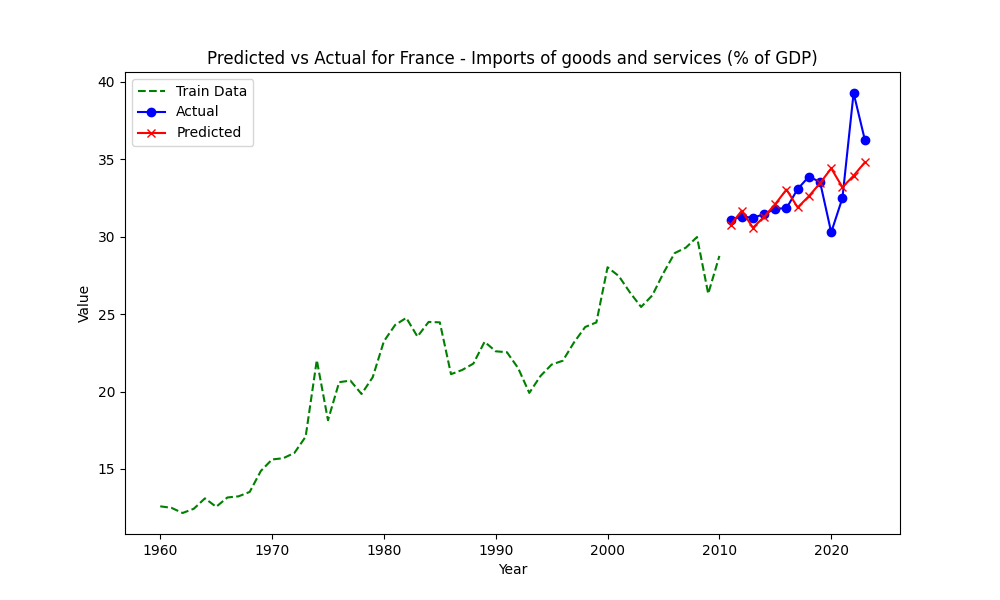 Predicted vs Actual for France - Imports of goods and services (% of GDP)
Train Data
Actual
Predicted
40
35
30
25
20
15
Value
1960 1970 1980 1990 2000 2010 2020
Year